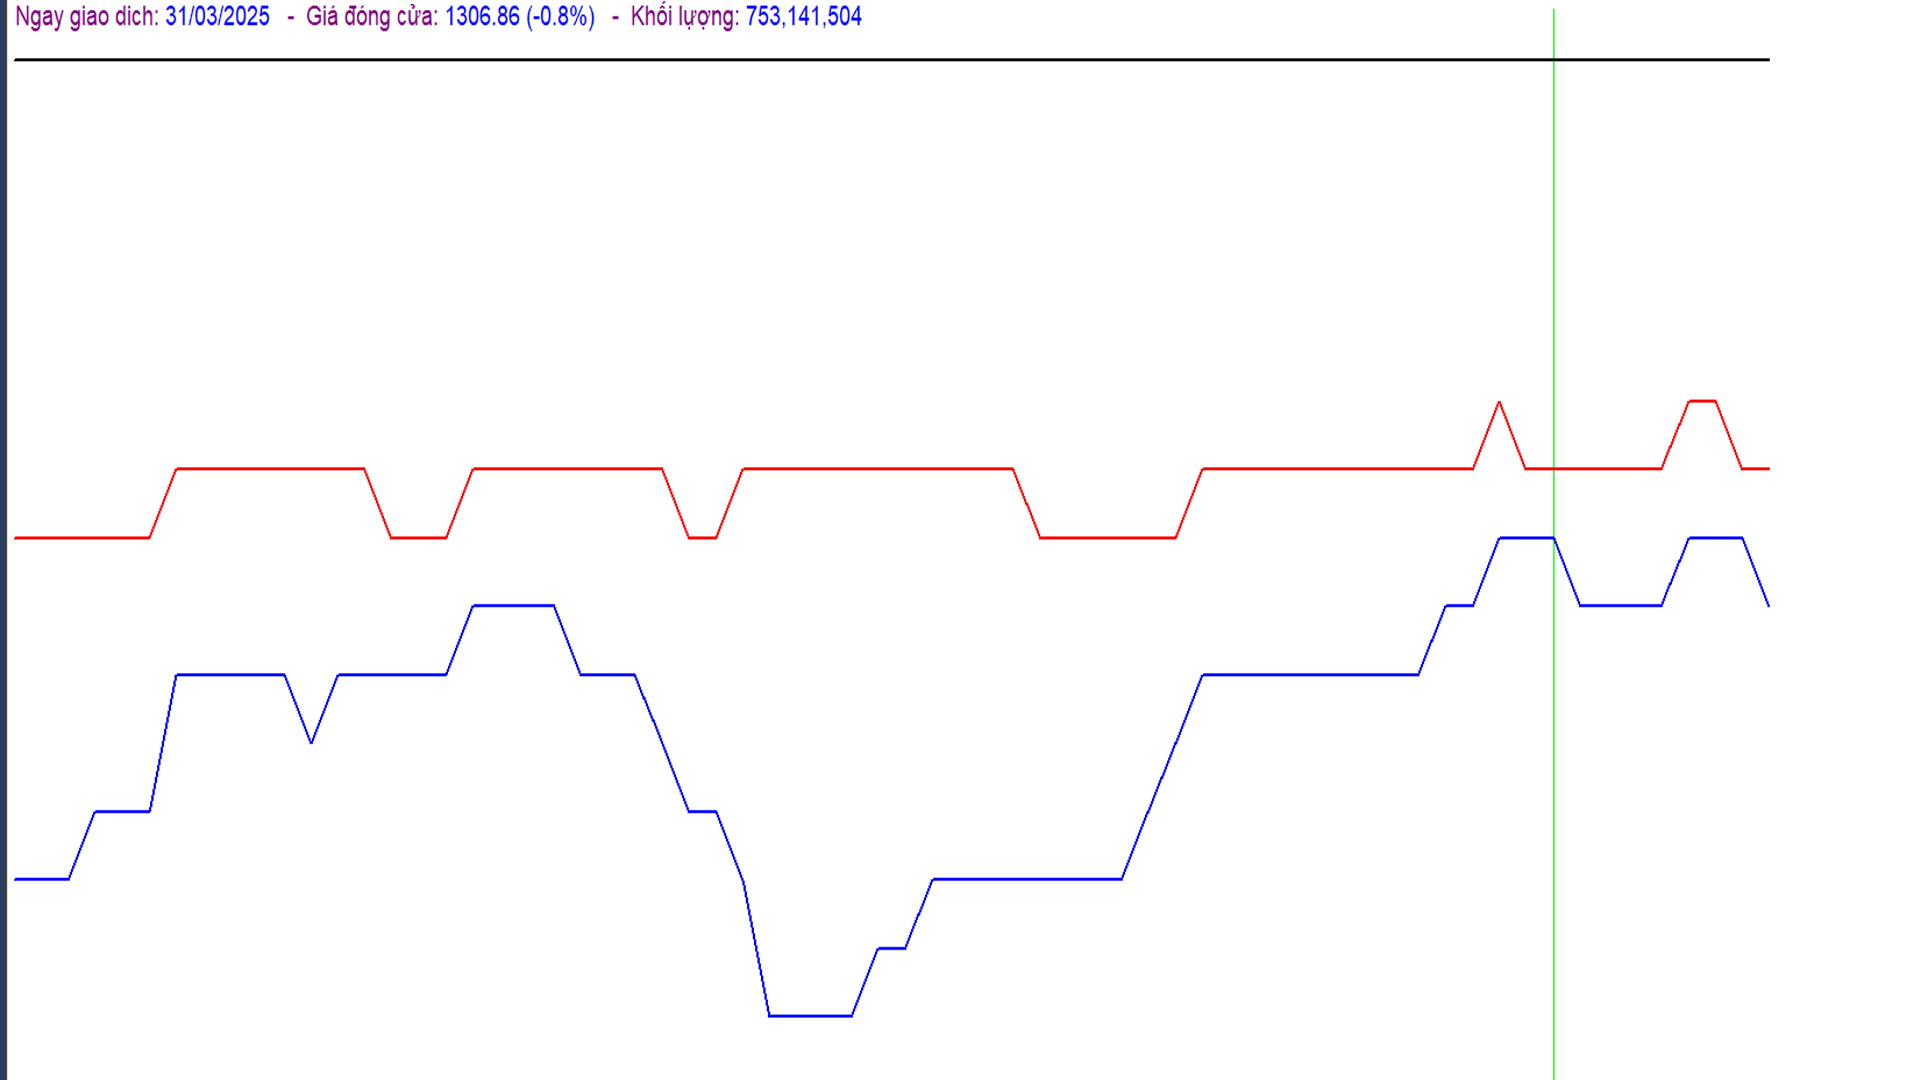 Ngay giao dich: 31/03/2025 - Giá đóng cửa: 1306.86 (-0.8%) - Khối lượng: 753,141,504